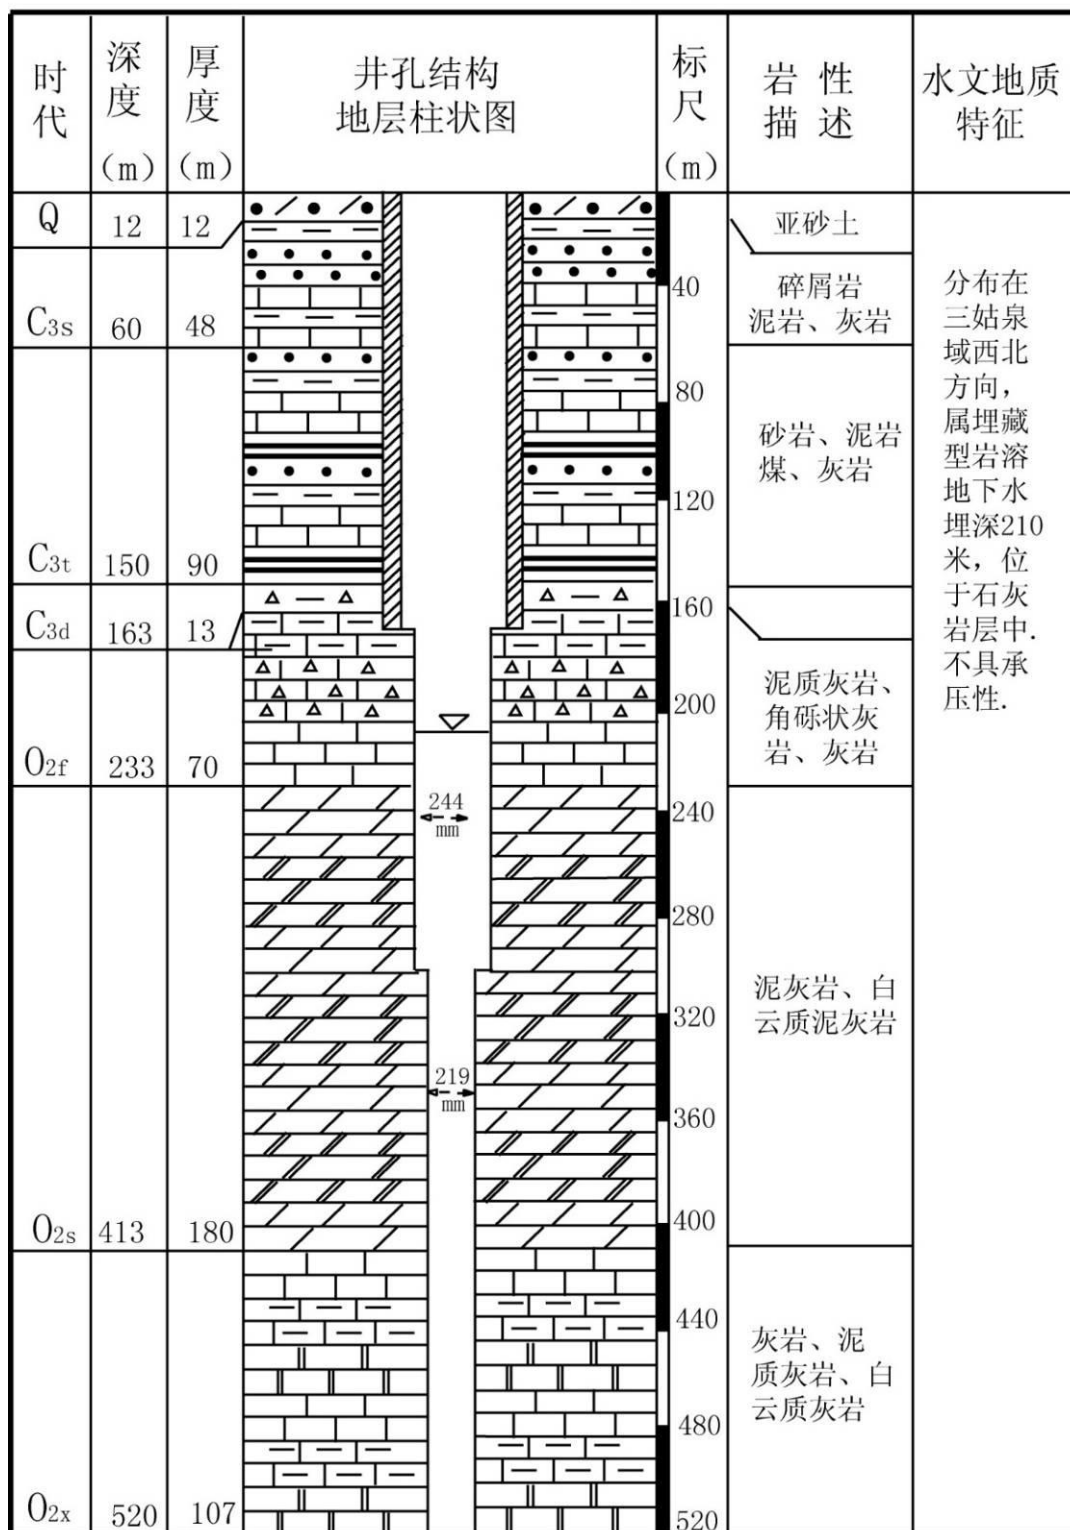 时代
深度
(m)
厚度
(m)
井孔结构
地层柱状图
标尺
(m)
岩 性
描 述
水文地质
特征
Q
12
12
亚砂土
C3s
60
48
碎屑岩
泥岩、灰岩
C3t
150
90
砂岩、泥岩
煤、灰岩
C3d
163
13
O2f
233
70
泥质灰岩、
角砾状灰
岩、灰岩
O2s
413
180
泥灰岩、白
云质泥灰岩
O2x
520
107
灰岩、泥
质灰岩、白
云质灰岩
244
mm
219
mm
40
80
120
160
200
240
280
320
360
400
440
480
520
分布在
三姑泉
域西北
方向，
属埋藏
型岩溶
地下水
埋深210
米，位
于石灰
岩层中.
不具承
压性.